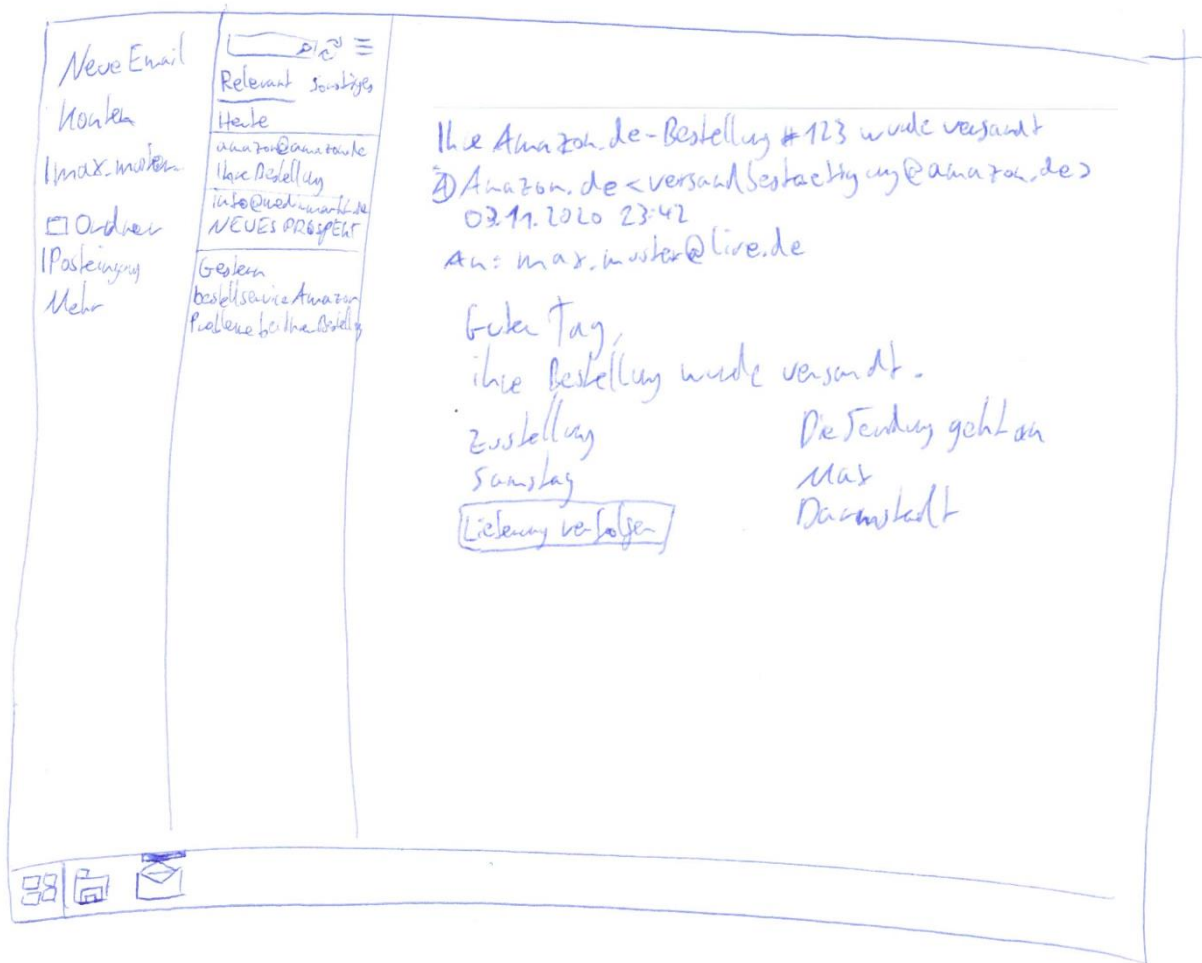 Neue Email
Konten
max.muster
Ordner
Posteingang
Mehr
Relevant Sonstiges
Heute
amazon@amazon.de
Ihre Bestellung
info@mediamarkt.de
NEUES PROSPEKT
Gestern
bestellservice Amazon
Probleme bei Ihrer Bestellg
Ihre Amazon.de-Bestellung #123 wurde versandt
A Amazon.de <versandbestaetigung@amazon.de>
11.2020 23:42
An: max.muster@live.de
Guten Tag,
ihre Bestellung wurde versandt.
Zustellung
Samstag
Lieferung verfolgen
Die Sendung geht an
Max
Darmstadt